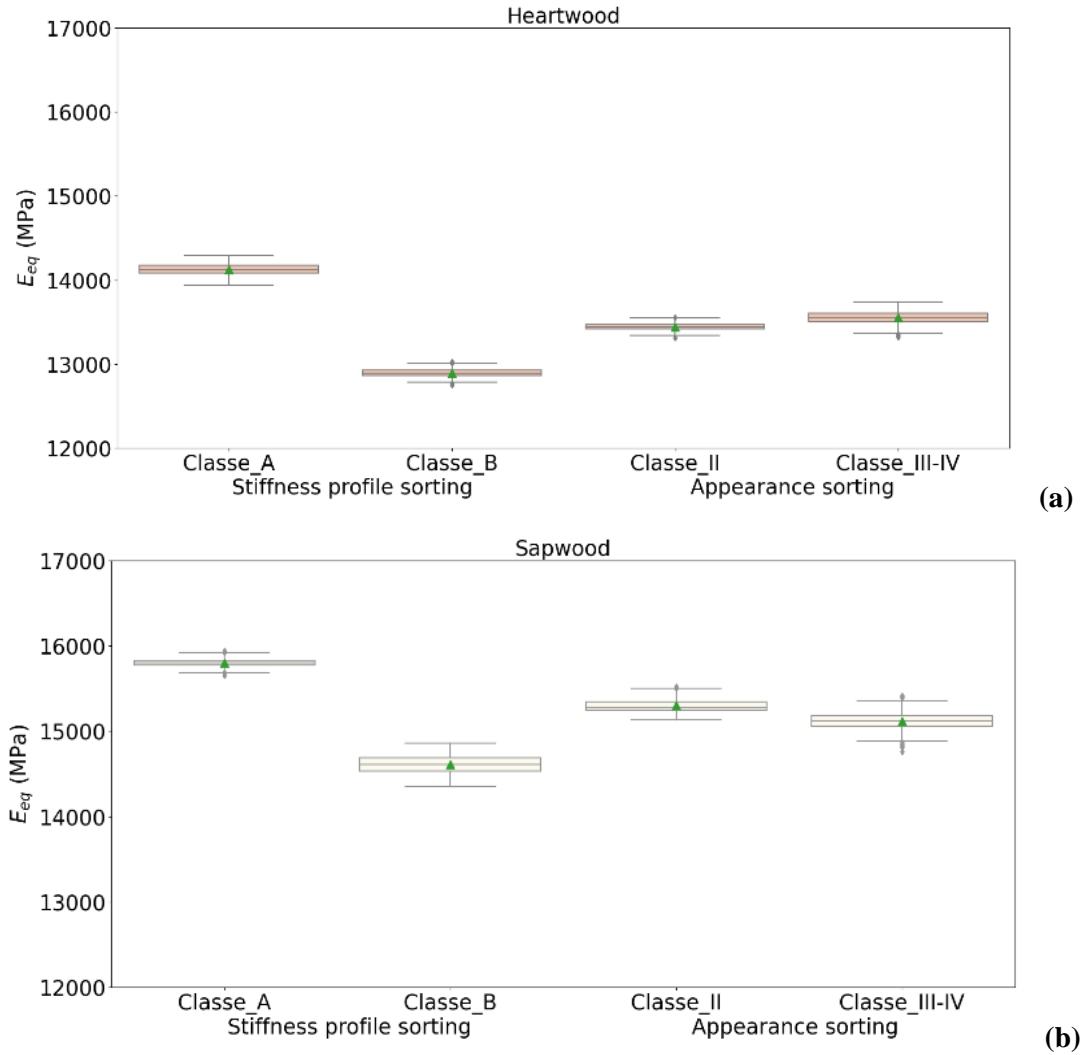 Heartwood
17000
16000
15000
14000
13000
12000
E_eq (MPa)
Classe_A Classe_B Classe_II Classe_III-IV
Stiffness profile sorting Appearance sorting
(a)
Sapwood
17000
16000
15000
14000
13000
12000
E_eq (MPa)
Classe_A Classe_B Classe_II Classe_III-IV
Stiffness profile sorting Appearance sorting
(b)